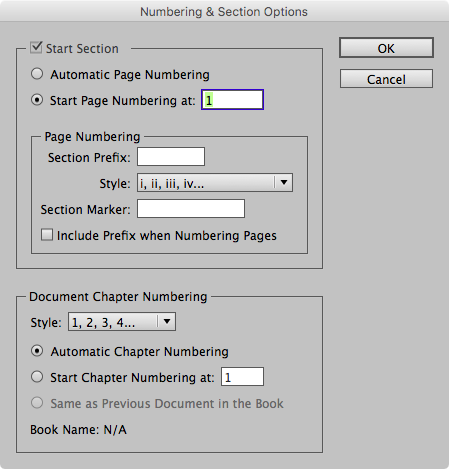 Numbering & Section Options
Start Section
OK
Automatic Page Numbering
Cancel
Start Page Numbering at: 1
Page Numbering
Section Prefix:
Style: i, ii, iii, iv...
Section Marker:
Include Prefix when Numbering Pages
Document Chapter Numbering
Style: 1, 2, 3, 4...
Automatic Chapter Numbering
Start Chapter Numbering at: 1
Same as Previous Document in the Book
Book Name: N/A